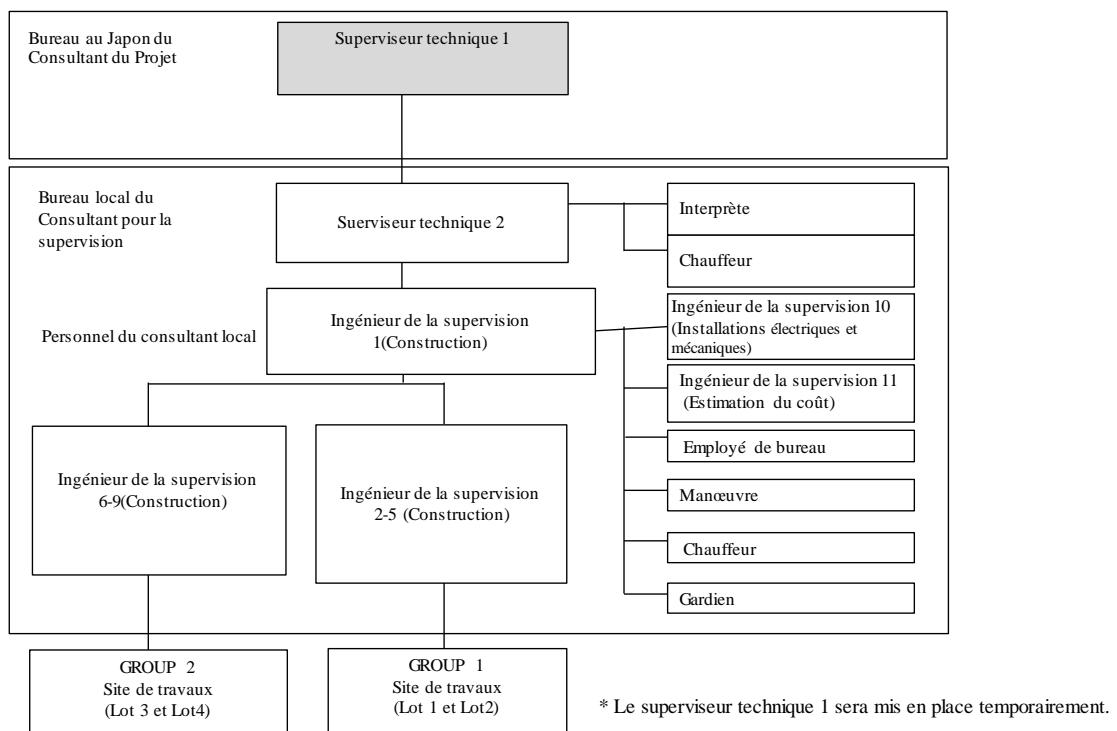 Bureau au Japon du
Consultant du Projet
Superviseur technique 1
Bureau local du
Consultant pour la
supervision
Suerviseur technique 2
Interprète
Chauffeur
Personnel du consultant local
Ingénieur de la supervision
1(Construction)
Ingénieur de la supervision 10
(Installations électriques et
mécaniques)
Ingénieur de la supervision 11
(Estimation du coût)
Employé de bureau
Manœuvre
Chauffeur
Gardien
Ingénieur de la supervision
6-9(Construction)
Ingénieur de la supervision
2-5 (Construction)
GROUP 2
Site de travaux
(Lot 3 et Lot4)
GROUP 1
Site de travaux
(Lot 1 et Lot2)
* Le superviseur technique 1 sera mis en place temporairement.